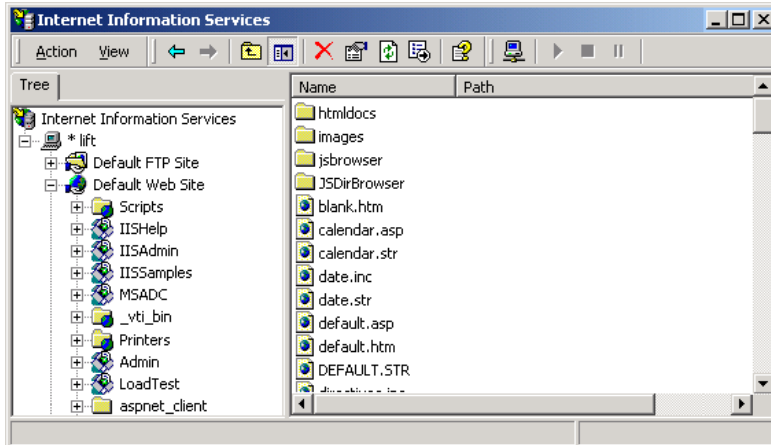 Internet Information Services
Action View
Tree
Name Path
Internet Information Services
* lift
Default FTP Site
Default Web Site
Scripts
IISHelp
IISAdmin
IISSamples
MSADC
_vti_bin
Printers
Admin
LoadTest
aspnet_client
htmldocs
images
jsbrowser
JSDirBrowser
blank.htm
calendar.asp
calendar.str
date.inc
date.str
default.asp
default.htm
DEFAULT.STR